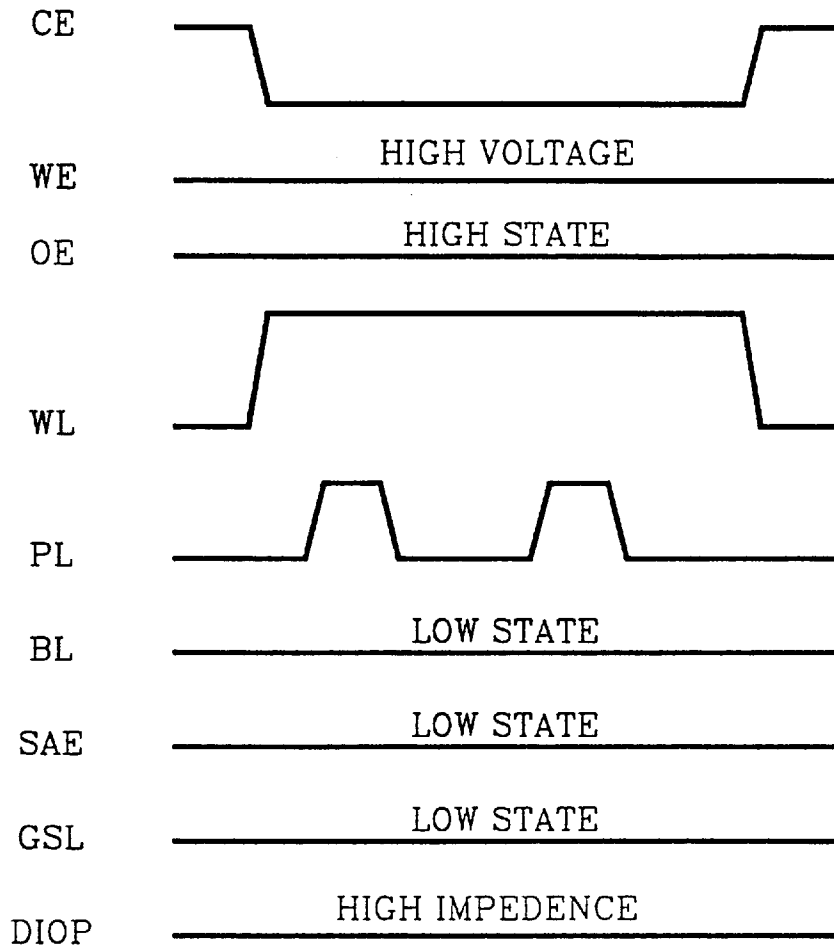 CE
HIGH VOLTAGE
WE
HIGH STATE
OE
WL
PL
LOW STATE
BL
LOW STATE
SAE
LOW STATE
GSL
HIGH IMPEDENCE
DIOP